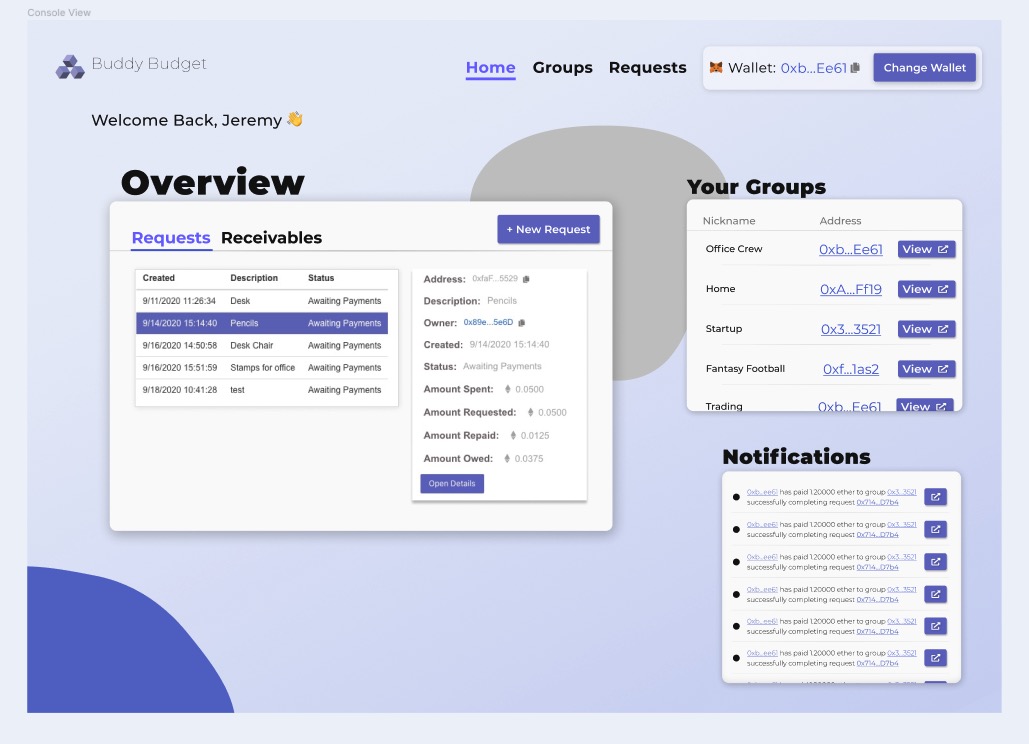 Console View
Buddy Budget
Home Groups Requests
Wallet: 0xb...Ee61
Change Wallet
Welcome Back, Jeremy 👋
Overview
Requests Receivables
+ New Request
Created Description Status
9/11/2020 11:26:34 Desk Awaiting Payments
9/14/2020 15:14:40 Pencils Awaiting Payments
9/16/2020 14:50:58 Desk Chair Awaiting Payments
9/16/2020 15:51:59 Stamps for office Awaiting Payments
9/18/2020 10:41:28 test Awaiting Payments
Address: 0xfaF...5529
Description: Pencils
Owner: 0x89e...5e6D
Created: 9/14/2020 15:14:40
Status: Awaiting Payments
Amount Spent: 0.0500
Amount Requested: 0.0500
Amount Repaid: 0.0125
Amount Owed: 0.0375
Open Details
Your Groups
Nickname Address
Office Crew 0xb...Ee61 View
Home 0xA...Ff19 View
Startup 0x3...3521 View
Fantasy Football 0xf...1as2 View
Trading 0xb...Ee61 View
Notifications
0xb...ee61 has paid 1.20000 ether to group 0x3...3521
successfully completing request 0x714...D7b4
0xb...ee61 has paid 1.20000 ether to group 0x3...3521
successfully completing request 0x714...D7b4
0xb...ee61 has paid 1.20000 ether to group 0x3...3521
successfully completing request 0x714...D7b4
0xb...ee61 has paid 1.20000 ether to group 0x3...3521
successfully completing request 0x714...D7b4
0xb...ee61 has paid 1.20000 ether to group 0x3...3521
successfully completing request 0x714...D7b4
0xb...ee61 has paid 1.20000 ether to group 0x3...3521
successfully completing request 0x714...D7b4